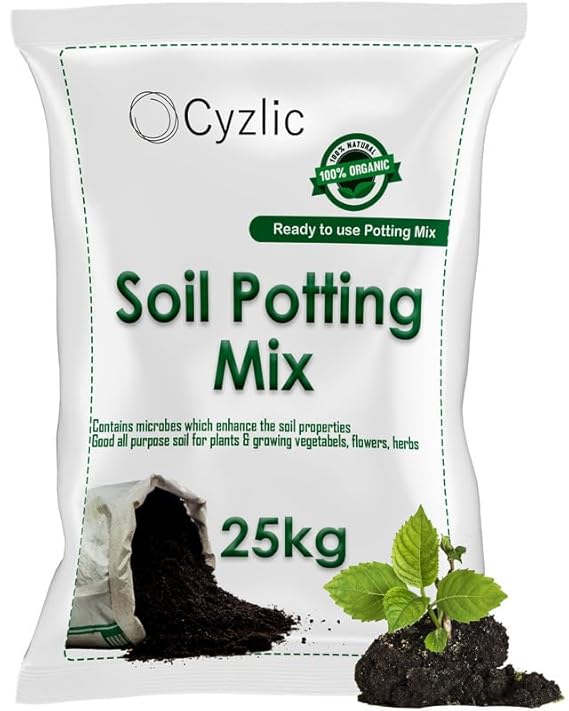 Cyzlic
100% NATURAL
100% ORGANIC
Ready to use Potting Mix
Soil Potting
Mix
Contains microbes which enhance the soil properties
Good all purpose soil for plants & growing vegetabels, flowers, herbs
25kg